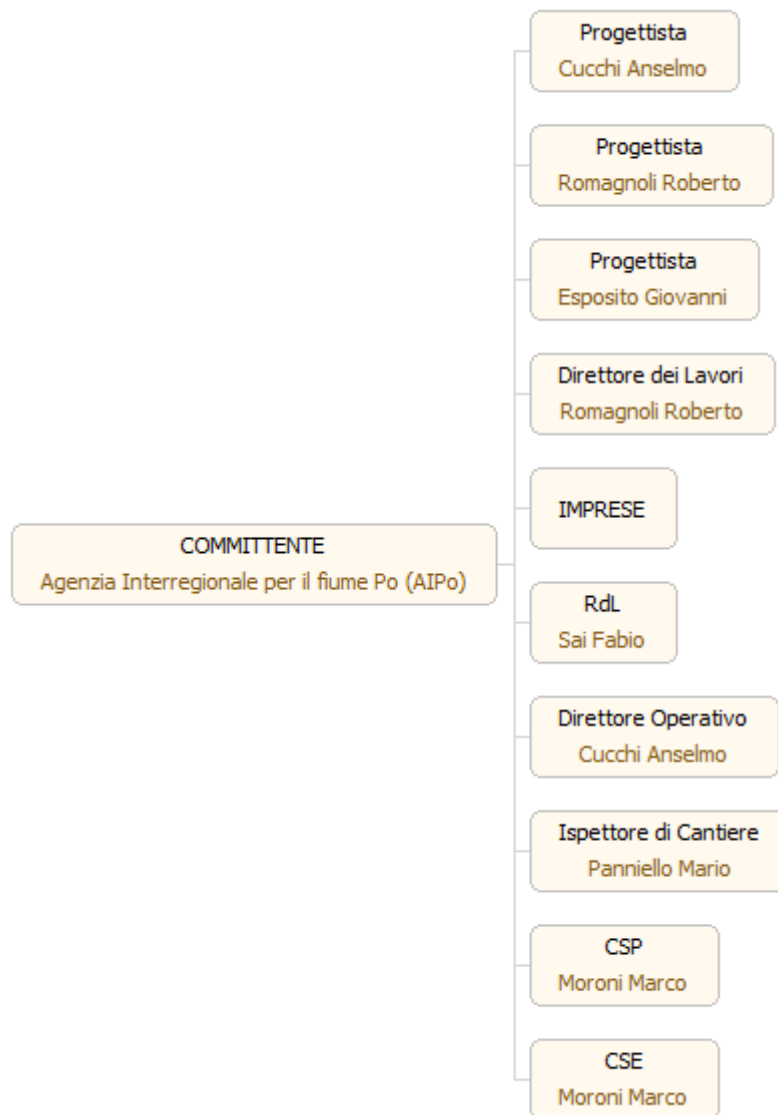 Progettista
Cucchi Anselmo
Progettista
Romagnoli Roberto
Progettista
Esposito Giovanni
Direttore dei Lavori
Romagnoli Roberto
IMPRESE
COMMITTENTE
Agenzia Interregionale per il fiume Po (AIPo)
RdL
Sai Fabio
Direttore Operativo
Cucchi Anselmo
Ispettore di Cantiere
Panniello Mario
CSP
Moroni Marco
CSE
Moroni Marco